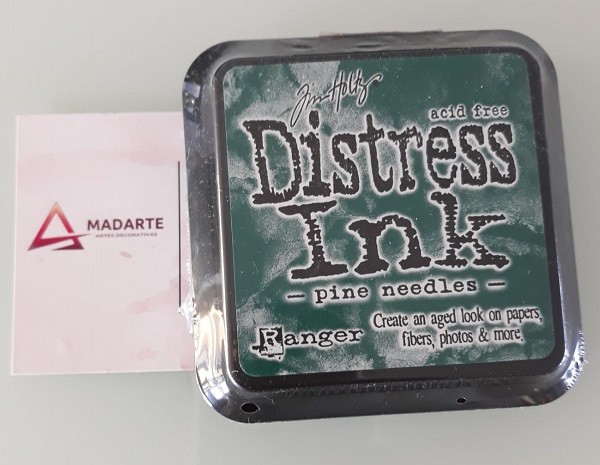 MADARTE
ARTES DECORATIVAS
Tim Holtz
acid free
Distress
Ink
- pine needles -
Ranger
Create an aged look on papers,
fibers, photos & more.